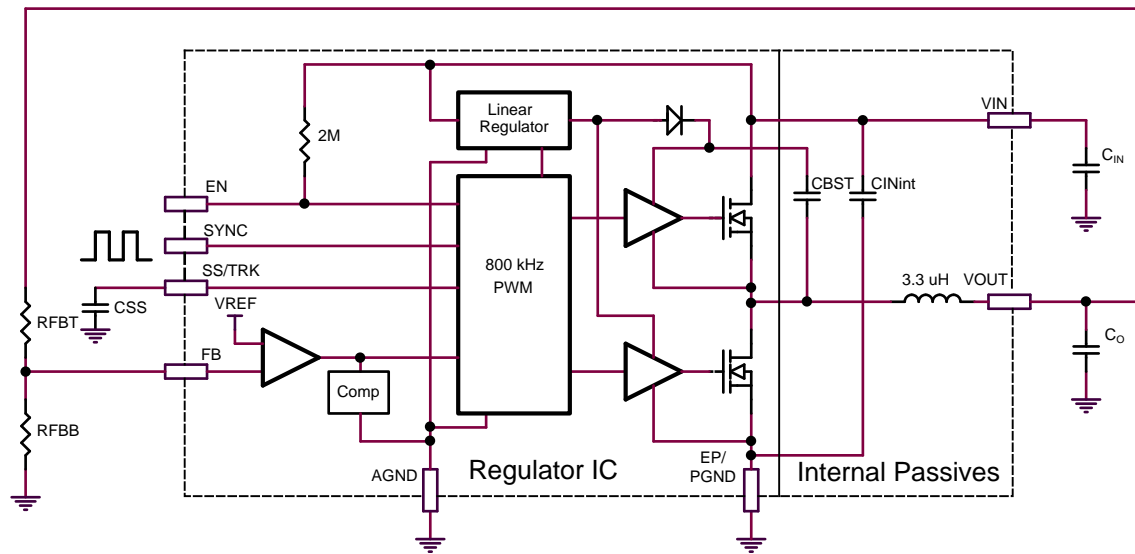 Linear
Regulator
VIN
2M
CIN
EN
CBST
CINint
SYNC
800 kHz
PWM
SS/TRK
3.3 uH
VOUT
VREF
CSS
RFBT
CO
FB
Comp
RFBB
EP/
PGND
AGND
Regulator IC
Internal Passives